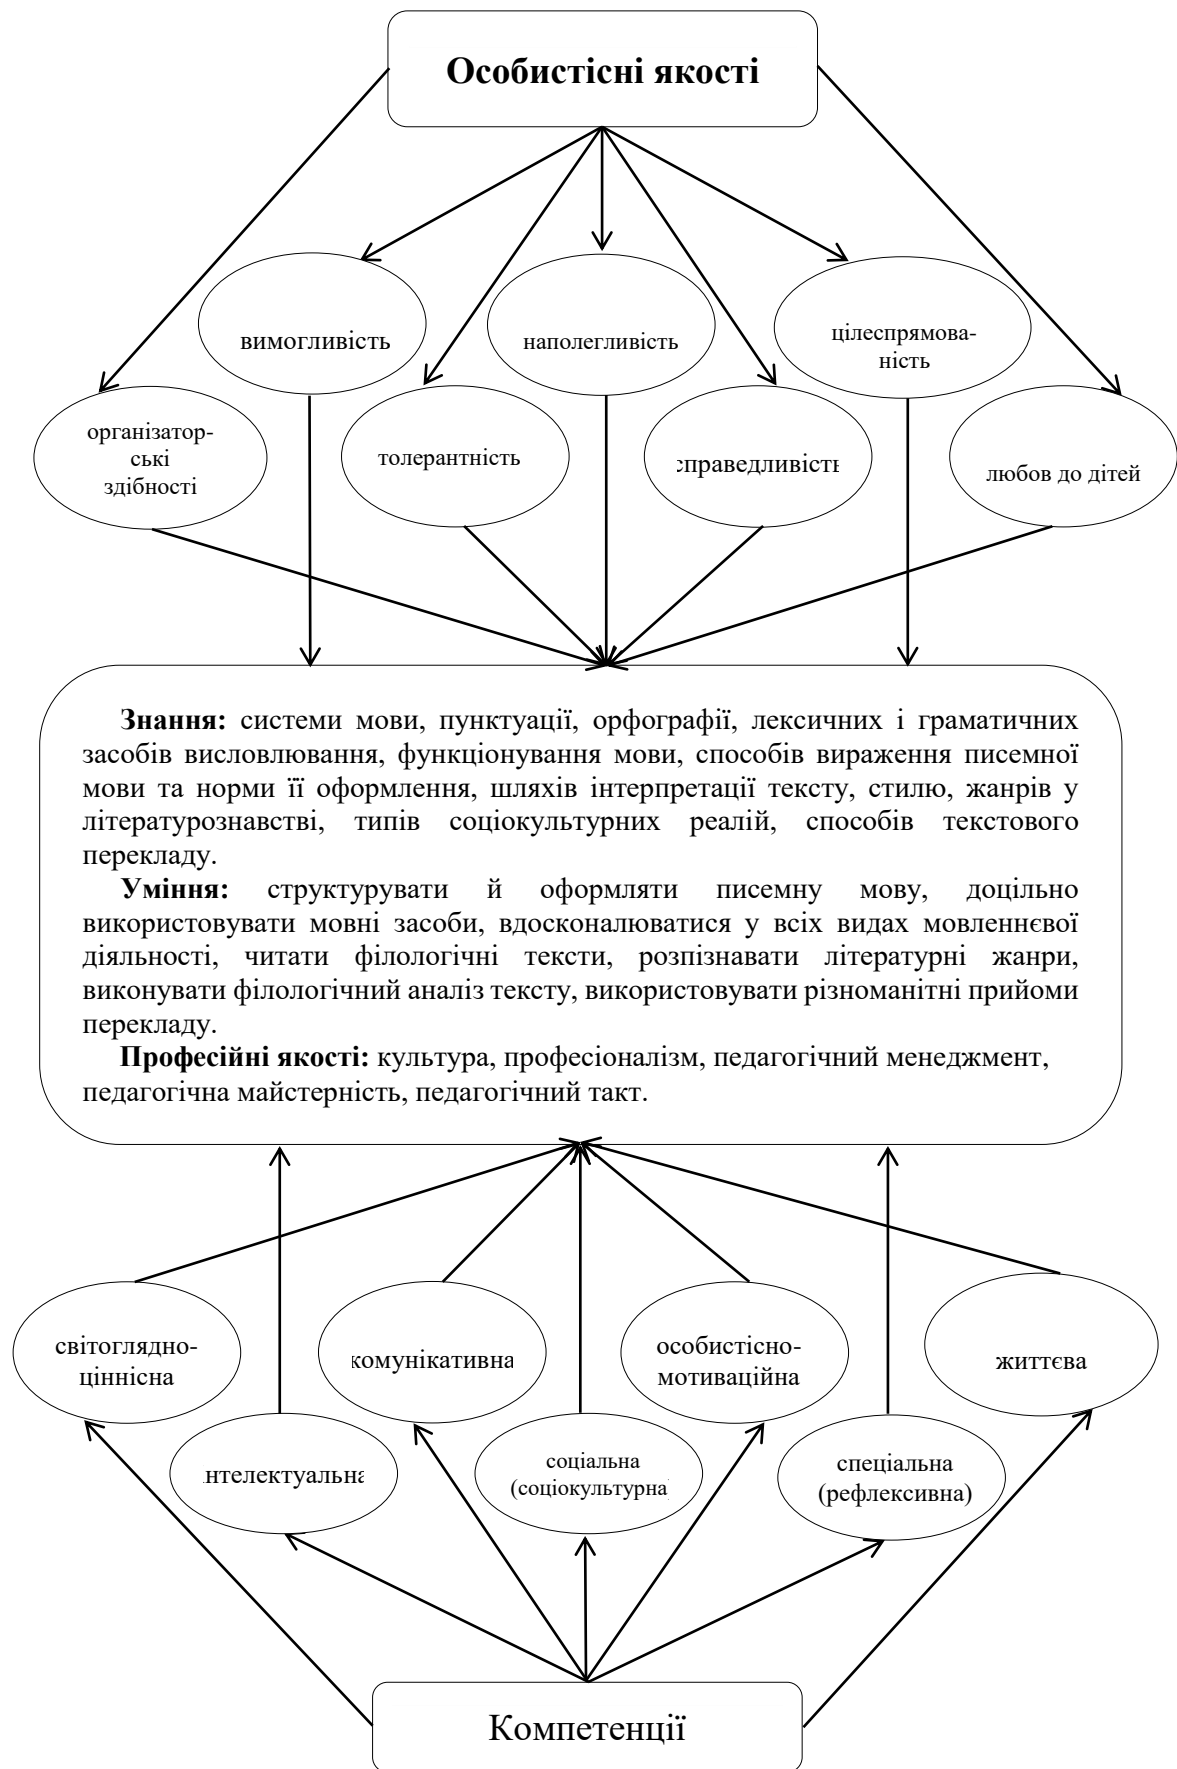 Особистісні якості
вимогливість
наполегливість
цілеспрямова-
ність
організатор-
ські
здібності
толерантність
справедливість
любов до дітей
Знання: системи мови, пунктуації, орфографії, лексичних і граматичних
засобів висловлювання, функціонування мови, способів вираження писемної
мови та норми її оформлення, шляхів інтерпретації тексту, стилю, жанрів у
літературознавстві, типів соціокультурних реалій, способів текстового
перекладу.
Уміння: структурувати й оформляти писемну мову, доцільно
використовувати мовні засоби, вдосконалюватися у всіх видах мовленнєвої
діяльності, читати філологічні тексти, розпізнавати літературні жанри,
виконувати філологічний аналіз тексту, використовувати різноманітні прийоми
перекладу.
Професійні якості: культура, професіоналізм, педагогічний менеджмент,
педагогічна майстерність, педагогічний такт.
світоглядно-
ціннісна
комунікативна
особистісно-
мотиваційна
життєва
нтелектуальна
соціальна
(соціокультурна)
спеціальна
(рефлексивна)
Компетенції